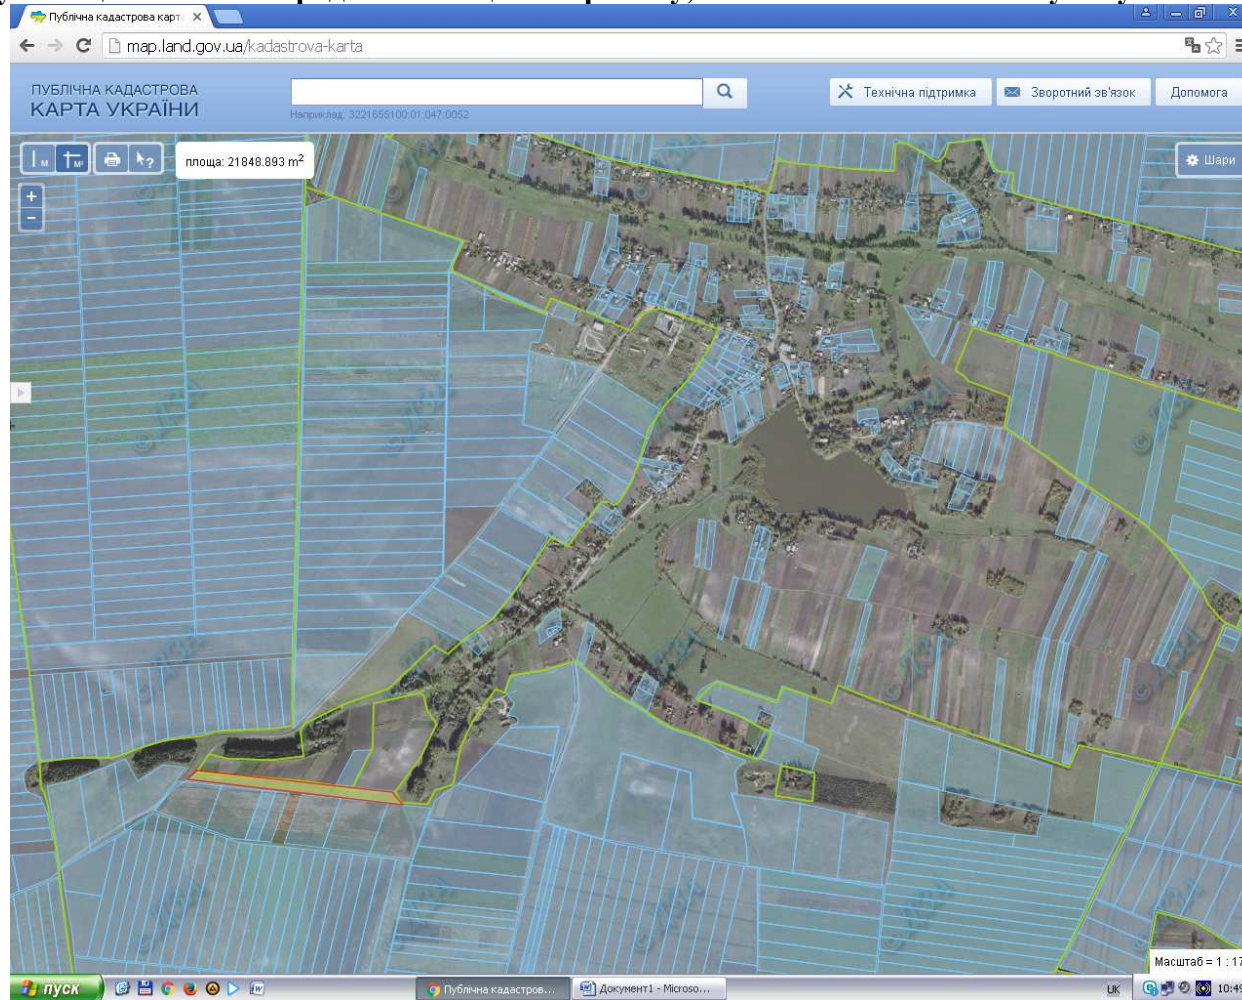 Публічна кадастрова карт
map.land.gov.ua/kadastrova-karta
ПУБЛІЧНА КАДАСТРОВА
КАРТА УКРАЇНИ
Наприклад: 3221655100:01:047:0052
Технічна підтримка
Зворотний зв'язок
Допомога
площа: 21848.893 m²
Шари
Масштаб = 1 : 17
пуск
Публічна кадастров...
Документ1 - Microso...
UK
10:49